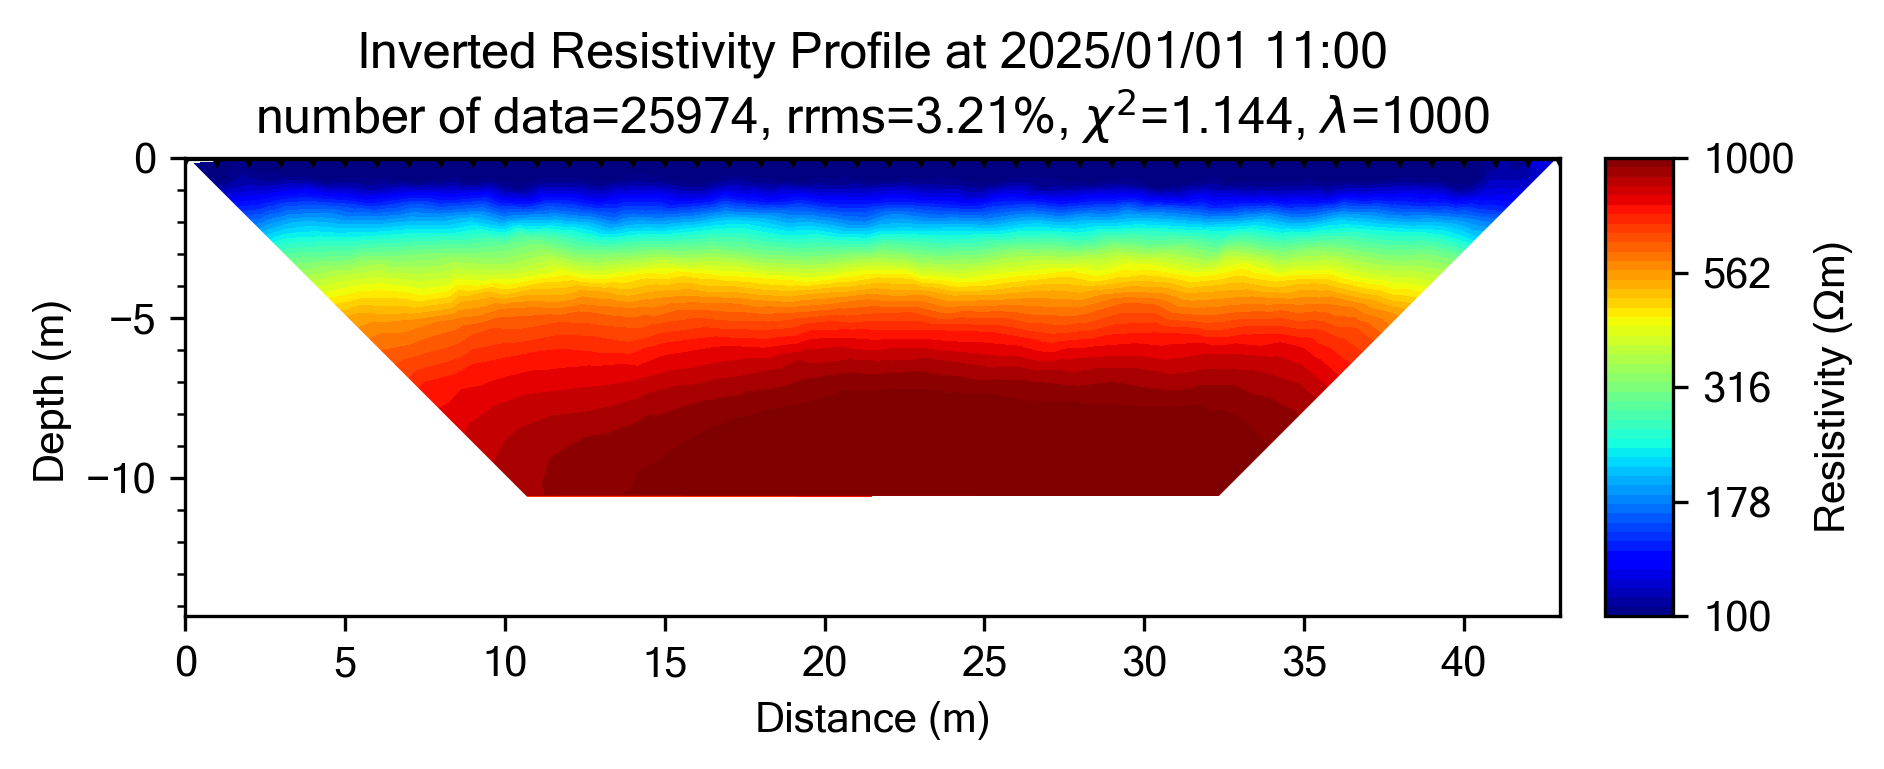 Inverted Resistivity Profile at 2025/01/01 11:00
number of data=25974, rrms=3.21%, χ²=1.144, λ=1000
0
−5
−10
Depth (m)
0 5 10 15 20 25 30 35 40
Distance (m)
1000
562
316
178
100
Resistivity (Ωm)